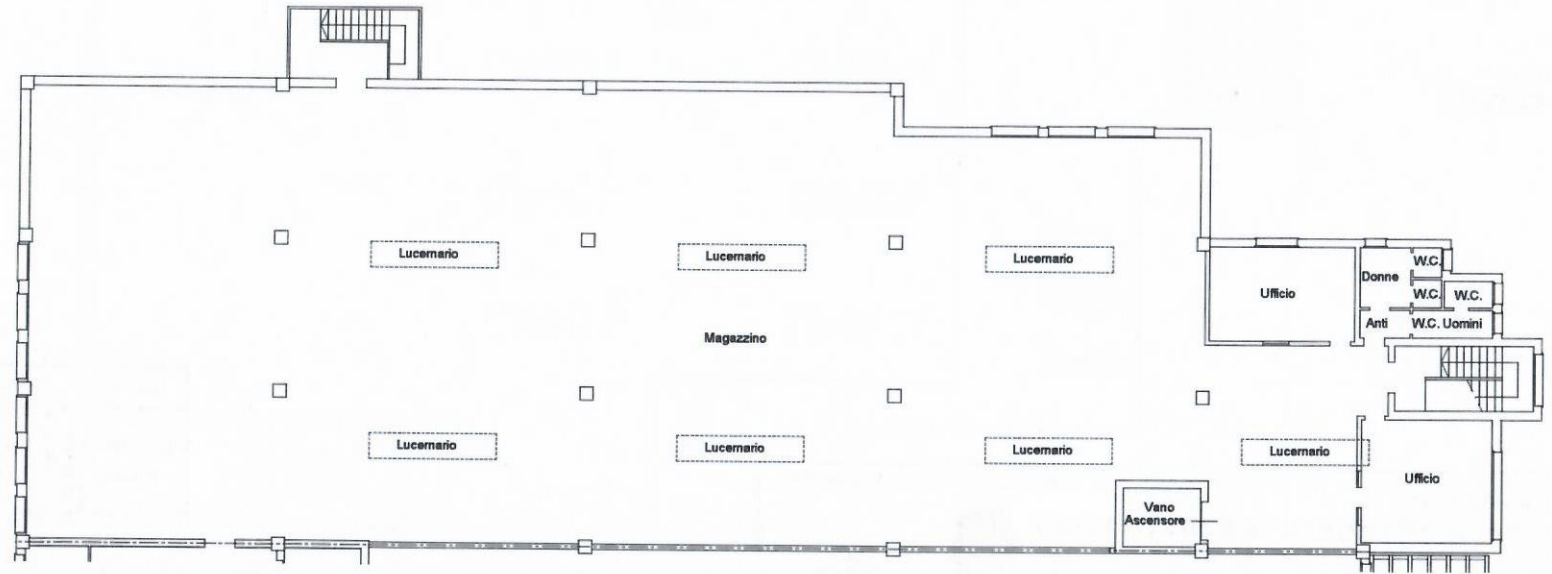 Lucernario
Lucernario
Lucernario
Ufficio
Donne
W.C.
W.C.
W.C.
Anti
W.C. Uomini
Magazzino
Lucernario
Lucernario
Lucernario
Lucernario
Ufficio
Vano
Ascensore